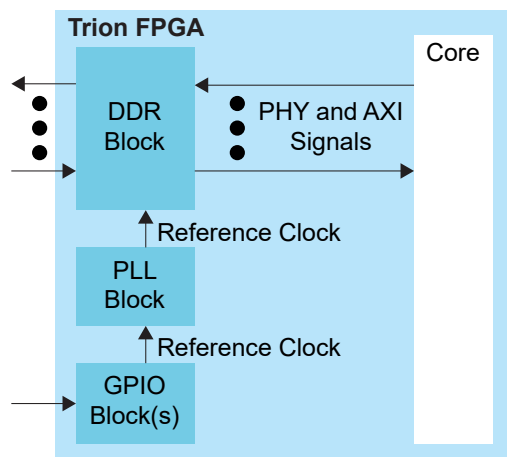 Trion FPGA
Core
DDR
Block
PHY and AXI
Signals
Reference Clock
PLL
Block
Reference Clock
GPIO
Block(s)